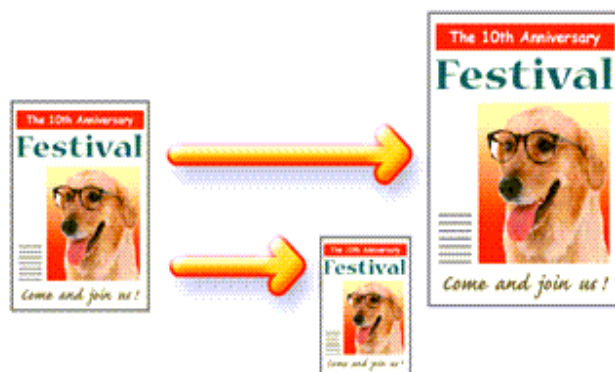 The 10th Anniversary
Festival
Come and join us!
The 10th Anniversary
Festival
Come and join us!
The 10th Anniversary
Festival
Come and join us!